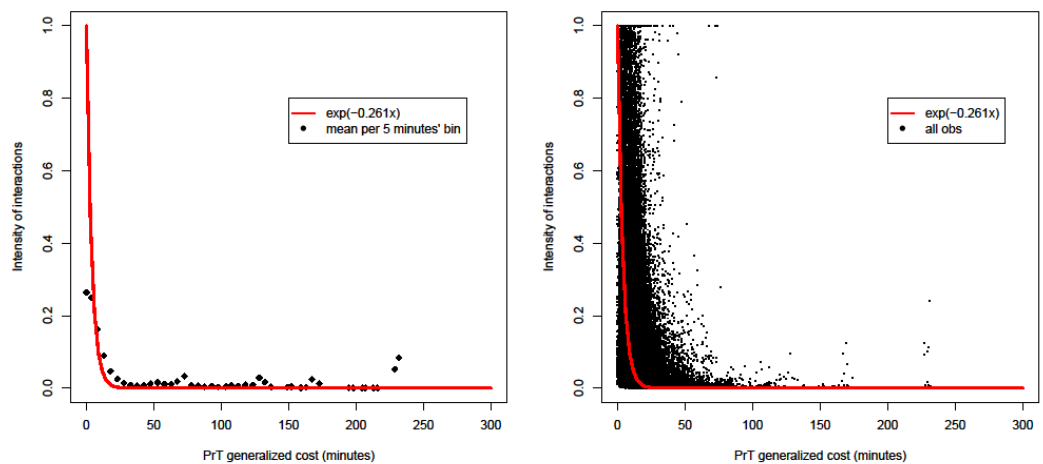 1.0
0.8
0.6
0.4
0.2
0.0
Intensity of interactions
exp(−0.261x)
mean per 5 minutes' bin
0 50 100 150 200 250 300
PrT generalized cost (minutes)
1.0
0.8
0.6
0.4
0.2
0.0
Intensity of interactions
exp(−0.261x)
all obs
0 50 100 150 200 250 300
PrT generalized cost (minutes)